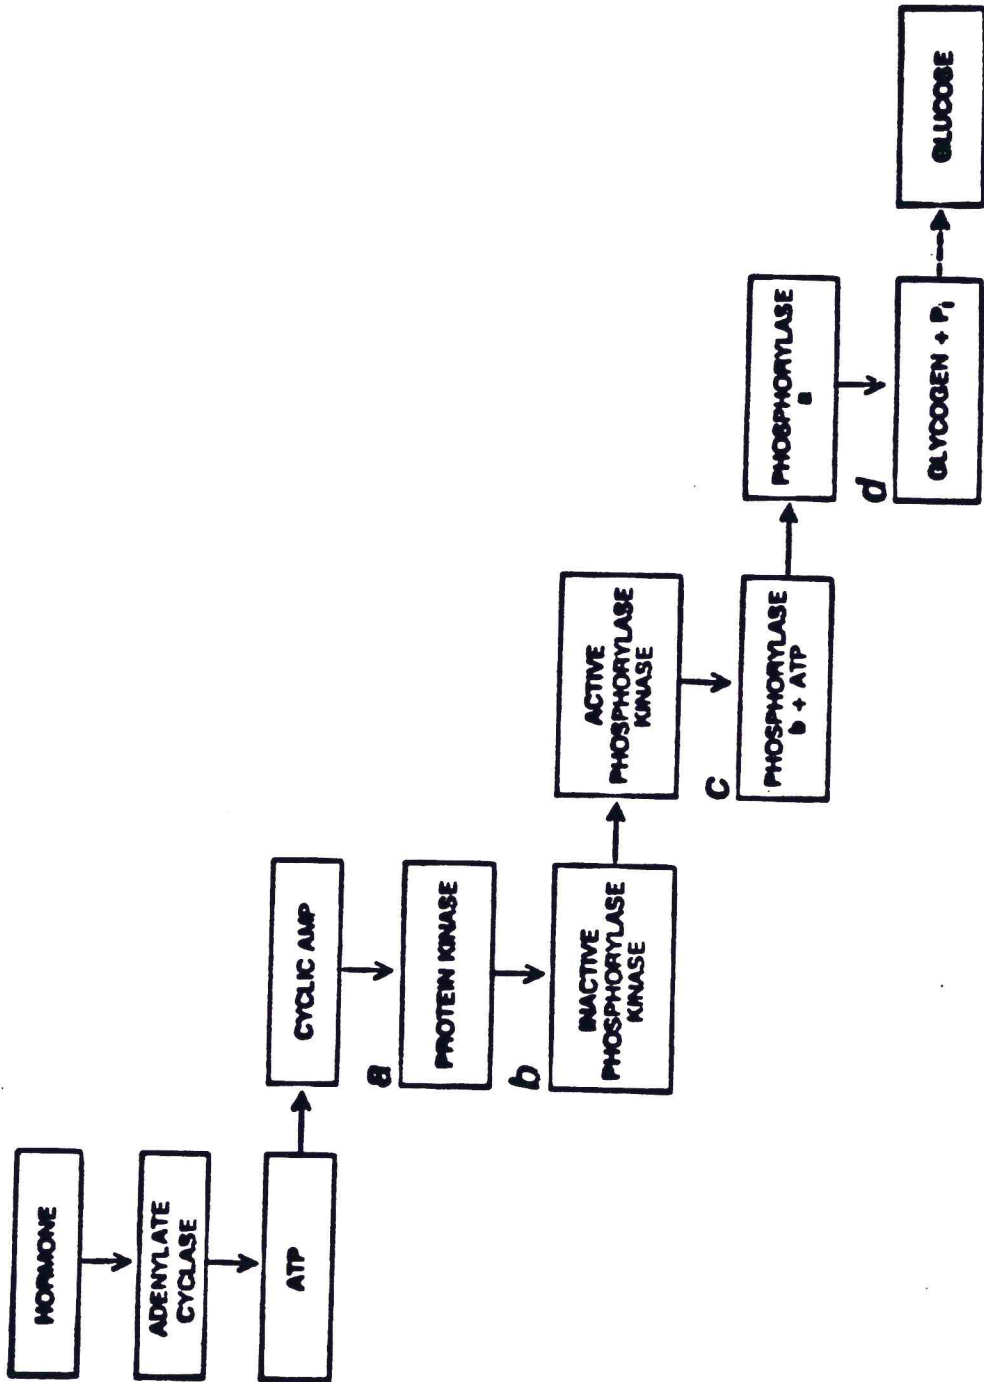 HORMONE
ADENYLATE
CYCLASE
ATP
CYCLIC AMP
a
PROTEIN KINASE
b
INACTIVE
PHOSPHORYLASE
KINASE
ACTIVE
PHOSPHORYLASE
KINASE
c
PHOSPHORYLASE
b + ATP
PHOSPHORYLASE
a
d
GLYCOGEN + Pi
GLUCOSE